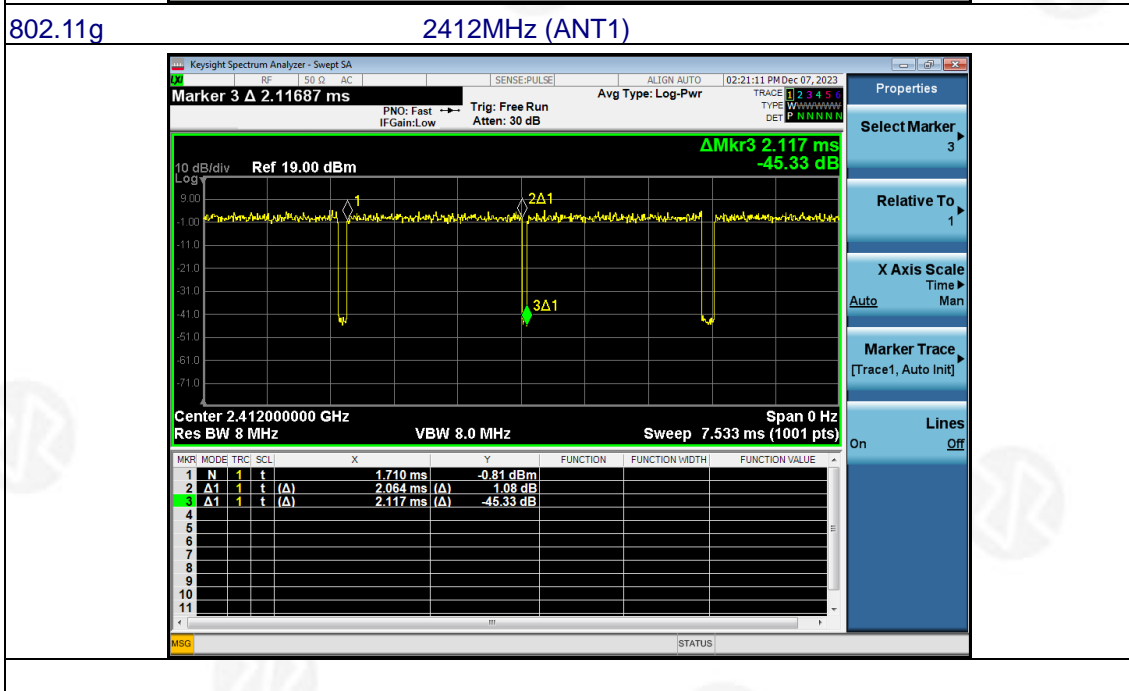 802.11g 2412MHz (ANT1)
Keysight Spectrum Analyzer - Swept SA
LXI RF 50 Ω AC SENSE:PULSE ALIGN AUTO 02:21:11 PM Dec 07, 2023
Marker 3 Δ 2.11687 ms
PNO: Fast
IFGain:Low
Trig: Free Run
Atten: 30 dB
Avg Type: Log-Pwr
TRACE 1 2 3 4 5 6
TYPE WWWWWW
DET P N N N N N
ΔMkr3 2.117 ms
-45.33 dB
10 dB/div Ref 19.00 dBm
Log
9.00
-1.00
-11.0
-21.0
-31.0
-41.0
-51.0
-61.0
-71.0
1
2Δ1
3Δ1
Center 2.412000000 GHz Span 0 Hz
Res BW 8 MHz VBW 8.0 MHz Sweep 7.533 ms (1001 pts)
MKR MODE TRC SCL X Y FUNCTION FUNCTION WIDTH FUNCTION VALUE
1 N 1 t 1.710 ms -0.81 dBm
2 Δ1 1 t (Δ) 2.064 ms (Δ) 1.08 dB
3 Δ1 1 t (Δ) 2.117 ms (Δ) -45.33 dB
4
5
6
7
8
9
10
11
MSG STATUS
Properties
Select Marker
3
Relative To
1
X Axis Scale
Time
Auto Man
Marker Trace
[Trace1, Auto Init]
Lines
On Off